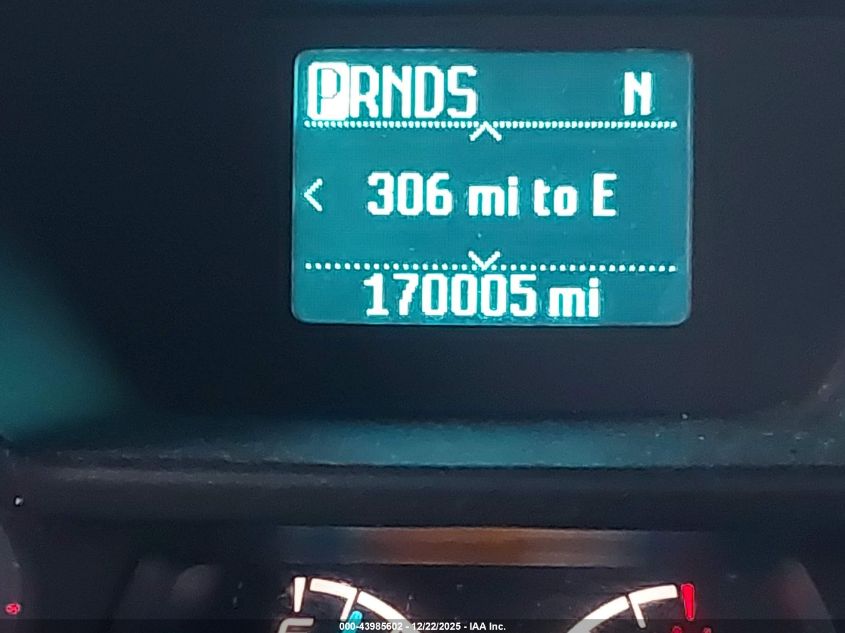 PRNDS N
306 mi to E
170005 mi
000-43985602 - 12/22/2025 - IAA Inc.